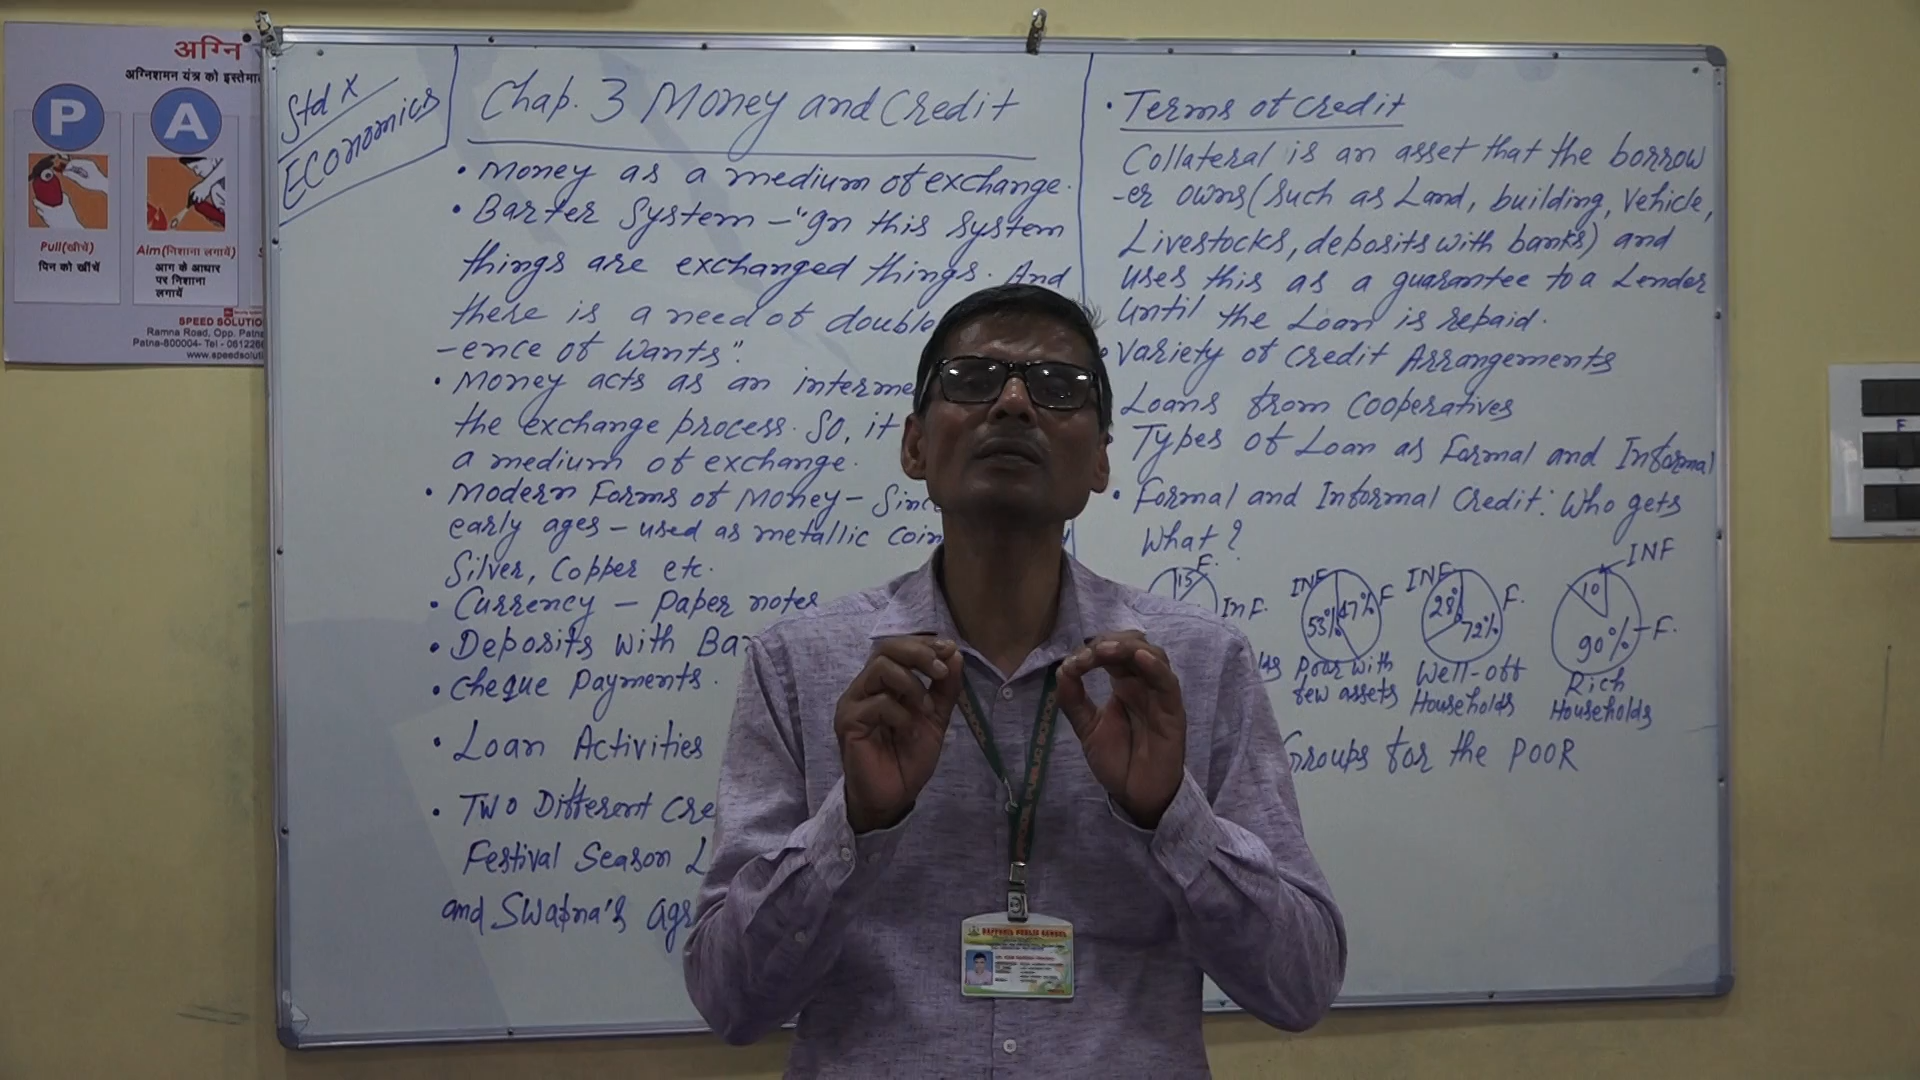 अग्नि
अग्निशमन यंत्र को इस्तेमा
P
A
Pull(खीचें)
पिन को खींचें
Aim(निशाना लगायें)
आग के आधार
पर निशाना
लगायें
SPEED SOLUTIO
Ramna Road, Opp. Patna
Patna-800004- Tel - 061226
www.speedsoluti
Std X
Economics
Chap. 3 Money and Credit
• Money as a medium of exchange.
• Barter System – "In this system
things are exchanged things. And
there is a need of double
-ence of wants".
• Money acts as an interme
the exchange process. So, it
a medium of exchange.
• Modern Forms of Money – Sinc
early ages – used as metallic coin
Silver, Copper etc.
• Currency – Paper notes
• Deposits with Ba
• Cheque Payments.
• Loan Activities
• Two Different Cre
Festival Season L
and Swapna's agr
• Terms of Credit
Collateral is an asset that the borrow
-er owns (such as Land, building, vehicle,
Livestocks, deposits with banks) and
uses this as a guarantee to a Lender
until the Loan is repaid.
• Variety of Credit Arrangements
Loans from Cooperatives
Types of Loan as Formal and Informal
• Formal and Informal Credit: Who gets
What?
15 F.
InF.
INF 53% 47% F
Poor with
few assets
INF 28% 72% F.
Well-off
Households
INF 10 90% F.
Rich
Households
Groups for the POOR
F